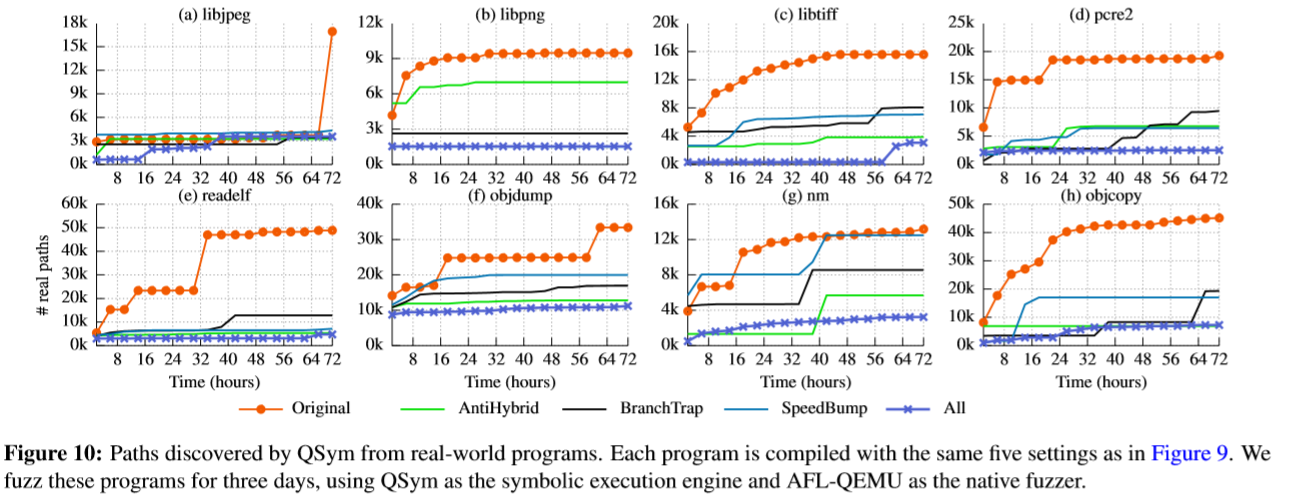 (a) libjpeg
18k
15k
12k
9k
6k
3k
0k
8 16 24 32 40 48 56 64 72
(b) libpng
12k
9k
6k
3k
0k
8 16 24 32 40 48 56 64 72
(c) libtiff
20k
16k
12k
8k
4k
0k
8 16 24 32 40 48 56 64 72
(d) pcre2
25k
20k
15k
10k
5k
0k
8 16 24 32 40 48 56 64 72
# real paths
(e) readelf
60k
50k
40k
30k
20k
10k
0k
8 16 24 32 40 48 56 64 72
Time (hours)
(f) objdump
40k
30k
20k
10k
0k
8 16 24 32 40 48 56 64 72
Time (hours)
(g) nm
16k
12k
8k
4k
0k
8 16 24 32 40 48 56 64 72
Time (hours)
(h) objcopy
50k
40k
30k
20k
10k
0k
8 16 24 32 40 48 56 64 72
Time (hours)
Original AntiHybrid BranchTrap SpeedBump All
Figure 10: Paths discovered by QSym from real-world programs. Each program is compiled with the same five settings as in Figure 9. We
fuzz these programs for three days, using QSym as the symbolic execution engine and AFL-QEMU as the native fuzzer.